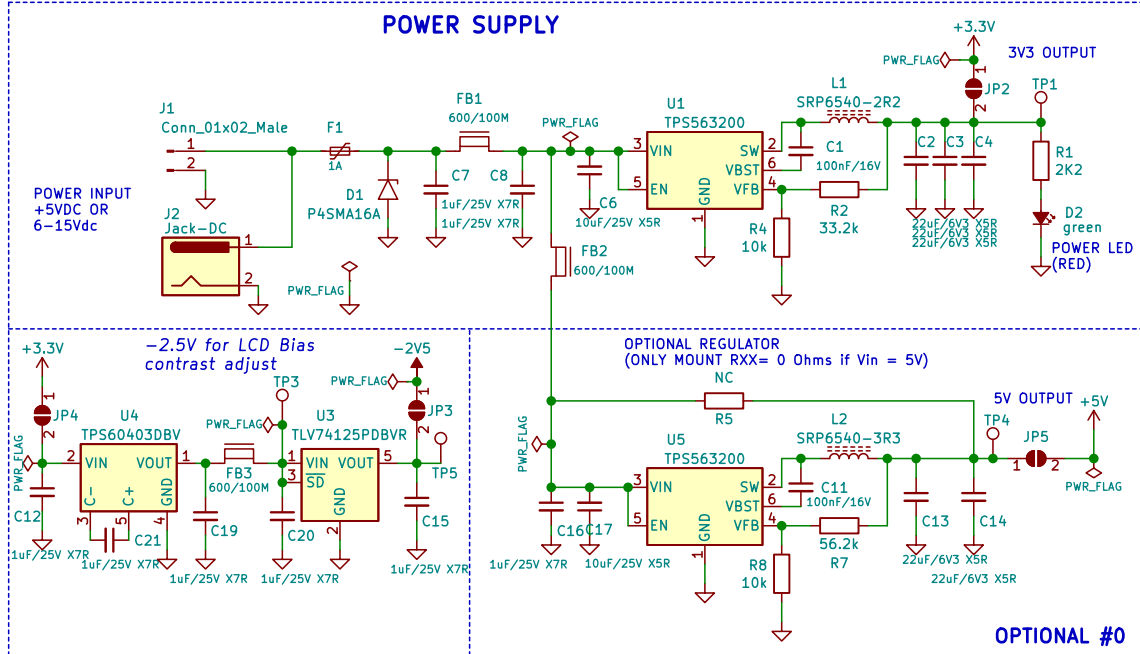 POWER SUPPLY
+3.3V
PWR_FLAG
3V3 OUTPUT
1
JP2
2
TP1
J1
Conn_01x02_Male
1
2
F1
1A
FB1
600/100M
PWR_FLAG
U1
TPS563200
3
VIN
SW
2
VBST
6
5
EN
VFB
4
GND
1
L1
SRP6540-2R2
C1
100nF/16V
C2
C3
C4
R1
2K2
POWER INPUT
+5VDC OR
6-15Vdc
D1
P4SMA16A
C7
1uF/25V X7R
C8
1uF/25V X7R
C6
10uF/25V X5R
R2
33.2k
R4
10k
22uF/6V3 X5R
22uF/6V3 X5R
22uF/6V3 X5R
D2
green
POWER LED
(RED)
J2
Jack-DC
1
2
PWR_FLAG
FB2
600/100M
+3.3V
-2.5V for LCD Bias
contrast adjust
-2V5
PWR_FLAG
1
JP4
2
PWR_FLAG
U4
TPS60403DBV
2
VIN
VOUT
1
C-
C+
GND
3
5
4
C12
1uF/25V X7R
C21
1uF/25V X7R
TP3
PWR_FLAG
FB3
600/100M
C19
1uF/25V X7R
C20
1uF/25V X7R
U3
TLV74125PDBVR
1
VIN
VOUT
5
3
SD
GND
2
1
JP3
2
TP5
C15
1uF/25V X7R
OPTIONAL REGULATOR
(ONLY MOUNT RXX= 0 Ohms if Vin = 5V)
NC
R5
5V OUTPUT
+5V
PWR_FLAG
U5
TPS563200
3
VIN
SW
2
VBST
6
5
EN
VFB
4
GND
1
L2
SRP6540-3R3
TP4
JP5
1
2
PWR_FLAG
C16
1uF/25V X7R
C17
10uF/25V X5R
C11
100nF/16V
56.2k
R7
R8
10k
C13
22uF/6V3 X5R
C14
22uF/6V3 X5R
OPTIONAL #0